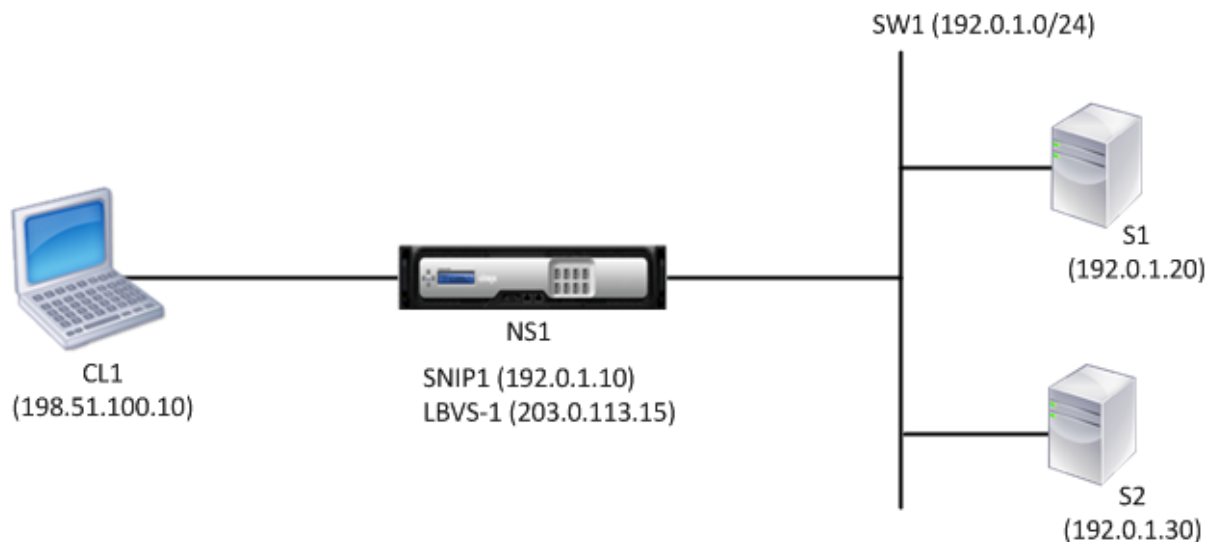 SW1 (192.0.1.0/24)
S1
(192.0.1.20)
NS1
SNIP1 (192.0.1.10)
LBVS-1 (203.0.113.15)
CL1
(198.51.100.10)
S2
(192.0.1.30)